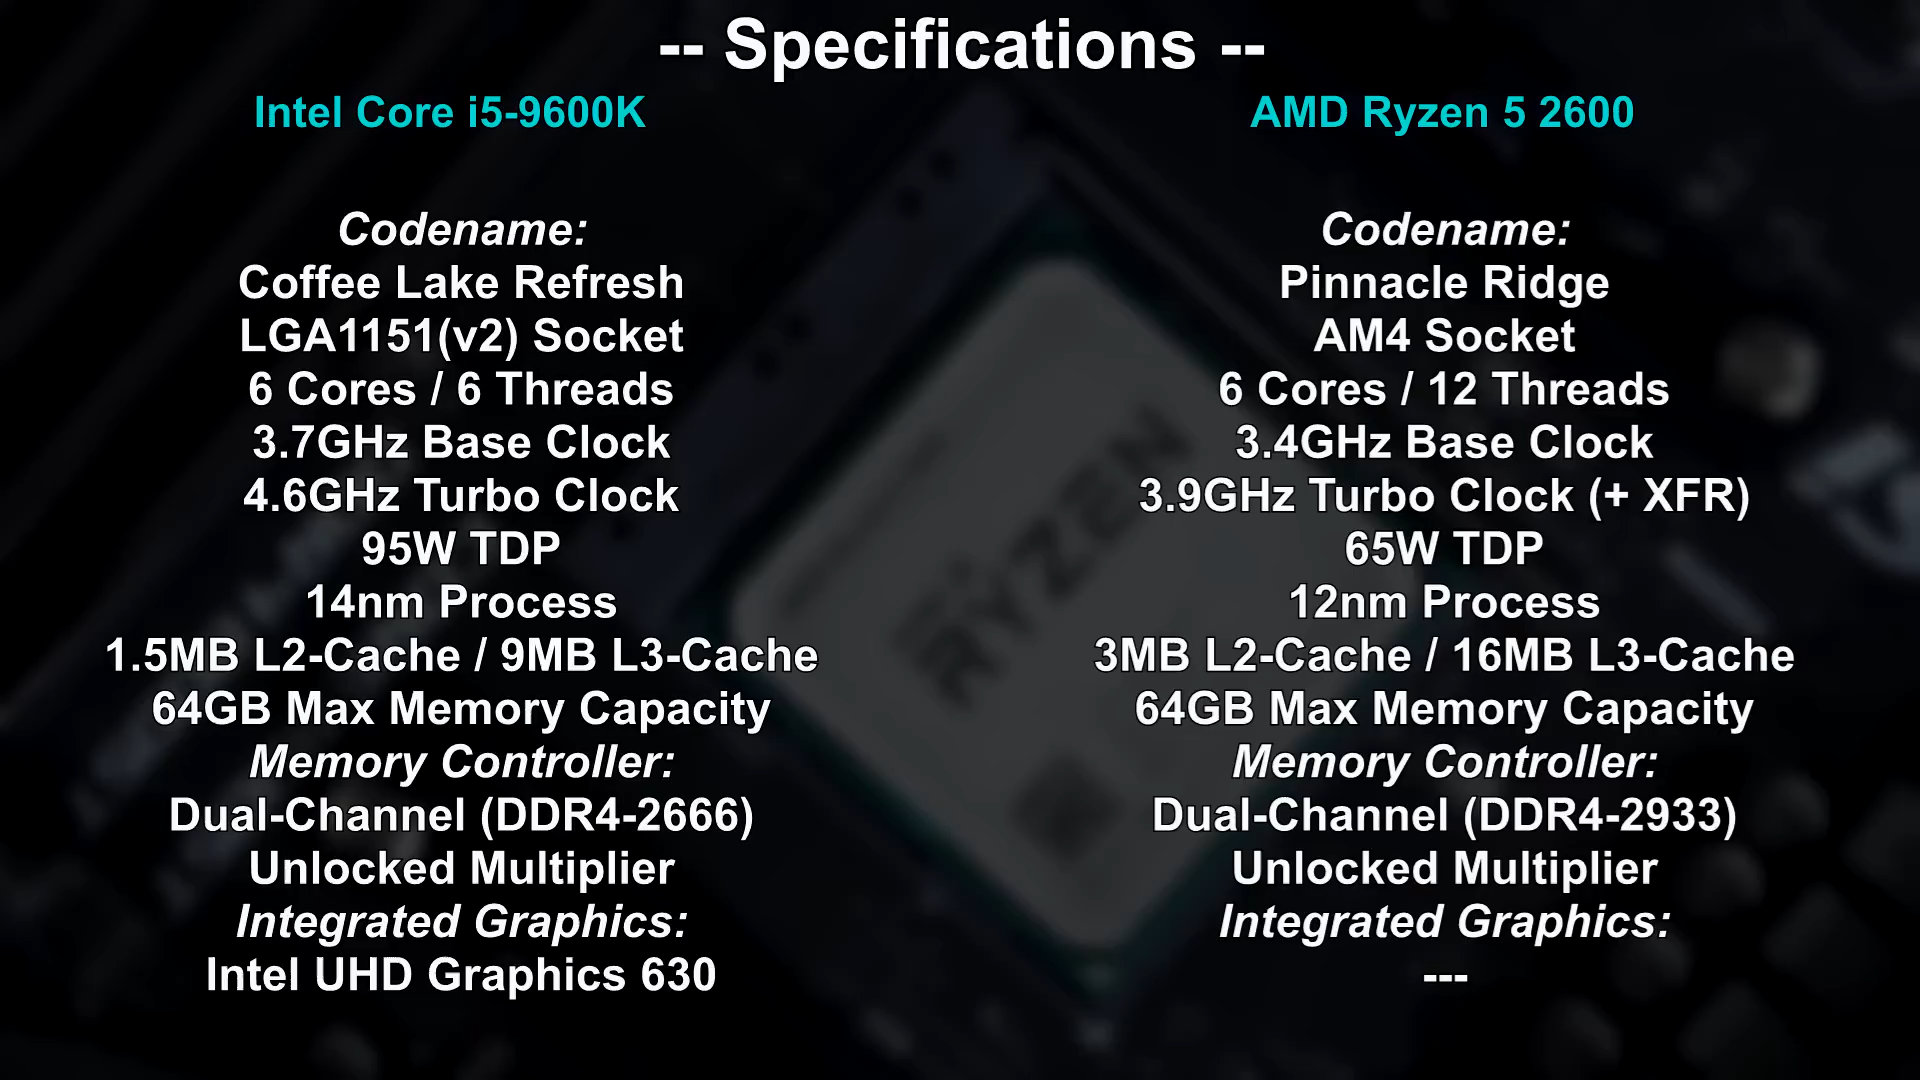 -- Specifications --
Intel Core i5-9600K
Codename:
Coffee Lake Refresh
LGA1151(v2) Socket
6 Cores / 6 Threads
3.7GHz Base Clock
4.6GHz Turbo Clock
95W TDP
14nm Process
1.5MB L2-Cache / 9MB L3-Cache
64GB Max Memory Capacity
Memory Controller:
Dual-Channel (DDR4-2666)
Unlocked Multiplier
Integrated Graphics:
Intel UHD Graphics 630
AMD Ryzen 5 2600
Codename:
Pinnacle Ridge
AM4 Socket
6 Cores / 12 Threads
3.4GHz Base Clock
3.9GHz Turbo Clock (+ XFR)
65W TDP
12nm Process
3MB L2-Cache / 16MB L3-Cache
64GB Max Memory Capacity
Memory Controller:
Dual-Channel (DDR4-2933)
Unlocked Multiplier
Integrated Graphics:
---
RYZEN